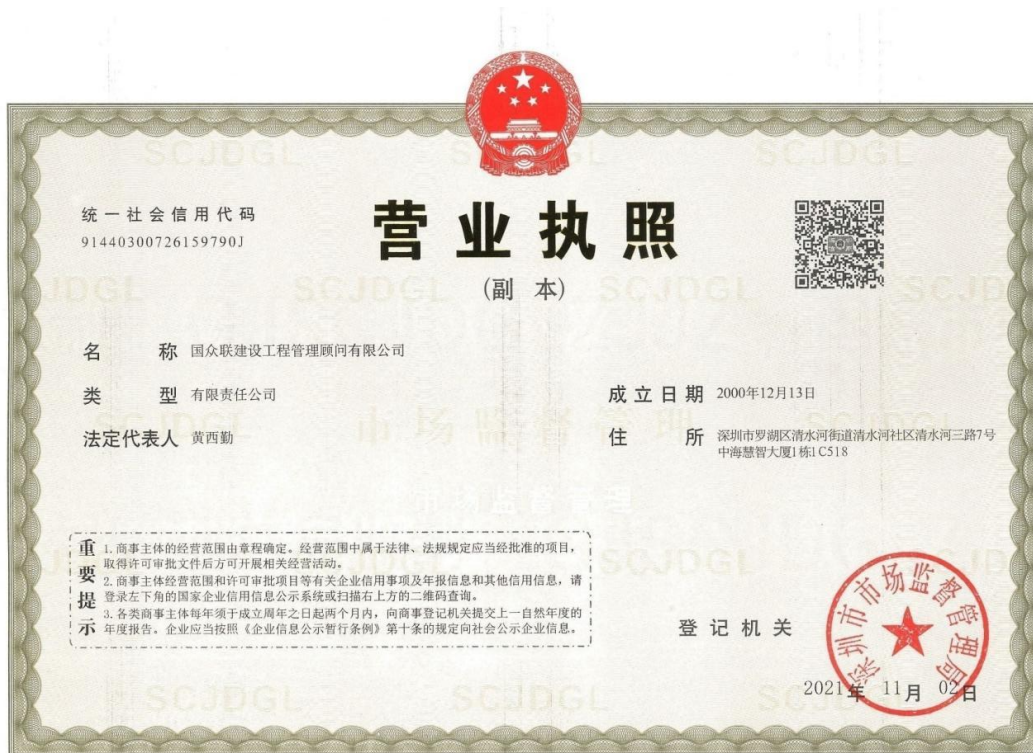 统一社会信用代码
91440300726159790J
营业执照
(副 本)
名 称 国众联建设工程管理顾问有限公司
类 型 有限责任公司
法定代表人 黄西勤
成立日期 2000年12月13日
住 所 深圳市罗湖区清水河街道清水河社区清水河三路7号
中海慧智大厦1栋1C518
重要提示
1.商事主体的经营范围由章程确定。经营范围中属于法律、法规规定应当经批准的项目，
取得许可审批文件后方可开展相关经营活动。
2.商事主体经营范围和许可审批项目等有关企业信用事项及年报信息和其他信用信息，请
登录左下角的国家企业信用信息公示系统或扫描右上方的二维码查询。
3.各类商事主体每年须于成立周年之日起两个月内，向商事登记机关提交上一自然年度的
年度报告。企业应当按照《企业信息公示暂行条例》第十条的规定向社会公示企业信息。
登记机关
深圳市市场监督管理局
2021年 11月 02日
SCJDGL
市场监督管理